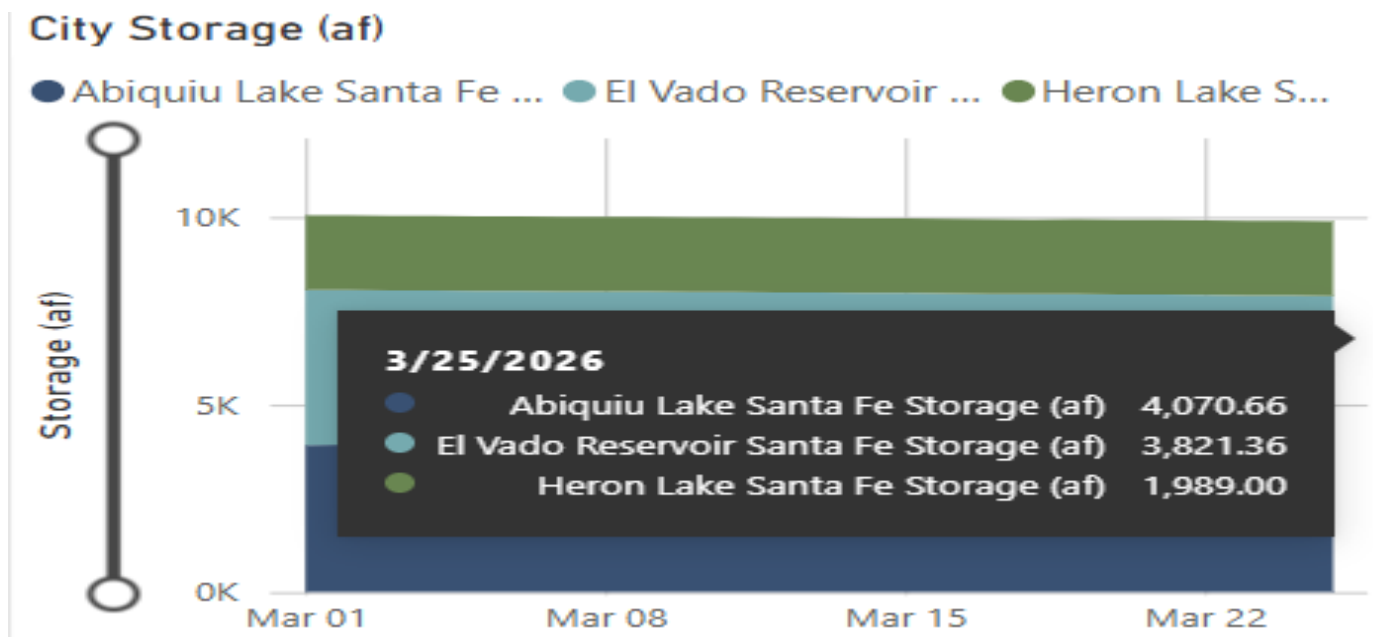 City Storage (af)
Abiquiu Lake Santa Fe ... El Vado Reservoir ... Heron Lake S...
10K
5K
0K
Storage (af)
3/25/2026
Abiquiu Lake Santa Fe Storage (af) 4,070.66
El Vado Reservoir Santa Fe Storage (af) 3,821.36
Heron Lake Santa Fe Storage (af) 1,989.00
Mar 01 Mar 08 Mar 15 Mar 22